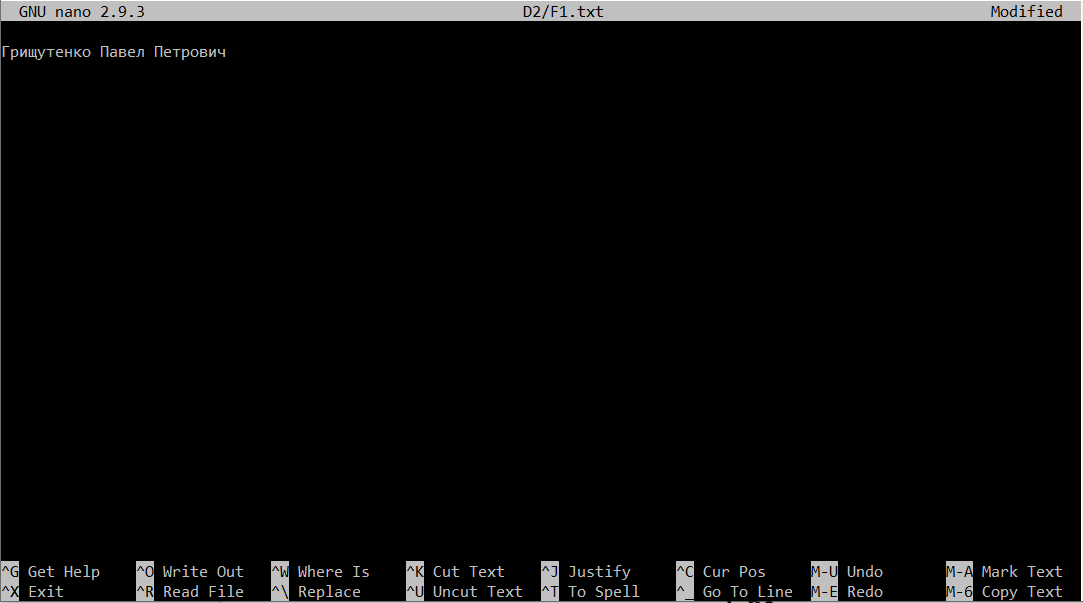 GNU nano 2.9.3 D2/F1.txt Modified
Грищутенко Павел Петрович
^G Get Help ^O Write Out ^W Where Is ^K Cut Text ^J Justify ^C Cur Pos M-U Undo M-A Mark Text
^X Exit ^R Read File ^\ Replace ^U Uncut Text ^T To Spell ^_ Go To Line M-E Redo M-6 Copy Text